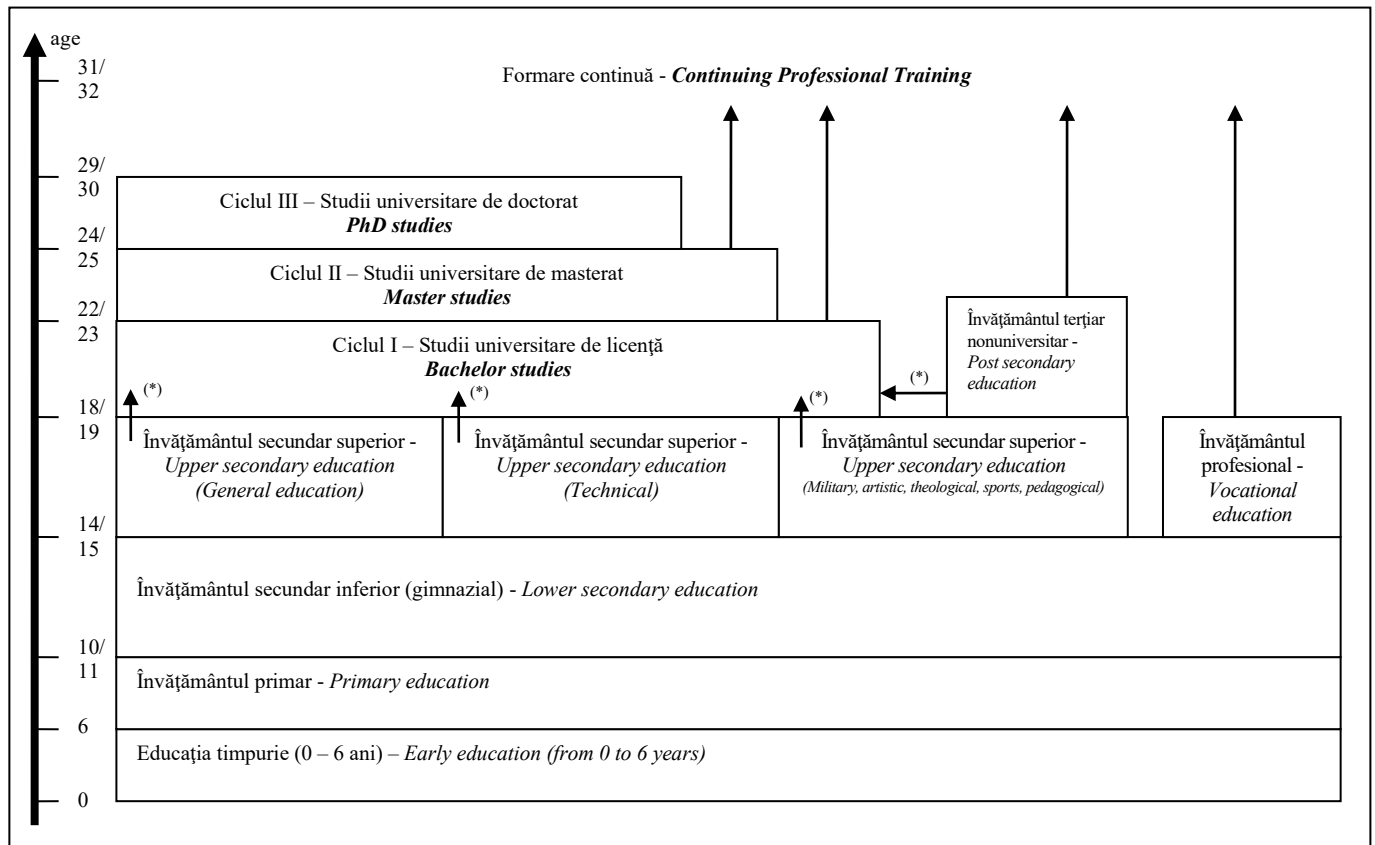 age
31/
32
Formare continuă - Continuing Professional Training
29/
30
Ciclul III – Studii universitare de doctorat
PhD studies
24/
25
Ciclul II – Studii universitare de masterat
Master studies
22/
23
Ciclul I – Studii universitare de licenţă
Bachelor studies
Învăţământul terţiar
nonuniversitar -
Post secondary
education
(*)
(*)
(*)
(*)
18/
19
Învăţământul secundar superior -
Upper secondary education
(General education)
Învăţământul secundar superior -
Upper secondary education
(Technical)
Învăţământul secundar superior -
Upper secondary education
(Military, artistic, theological, sports, pedagogical)
Învăţământul
profesional -
Vocational
education
14/
15
Învăţământul secundar inferior (gimnazial) - Lower secondary education
10/
11
Învăţământul primar - Primary education
6
Educaţia timpurie (0 – 6 ani) – Early education (from 0 to 6 years)
0